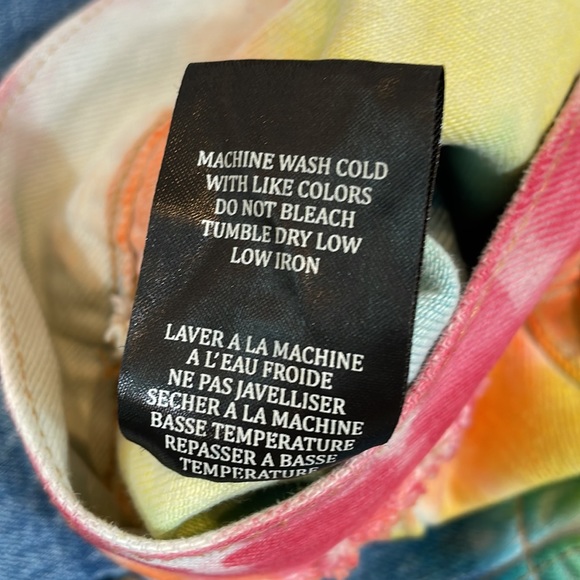 MACHINE WASH COLD
WITH LIKE COLORS
DO NOT BLEACH
TUMBLE DRY LOW
LOW IRON
LAVER A LA MACHINE
A L'EAU FROIDE
NE PAS JAVELLISER
SECHER A LA MACHINE
BASSE TEMPERATURE
REPASSER A BASSE
TEMPERATURE